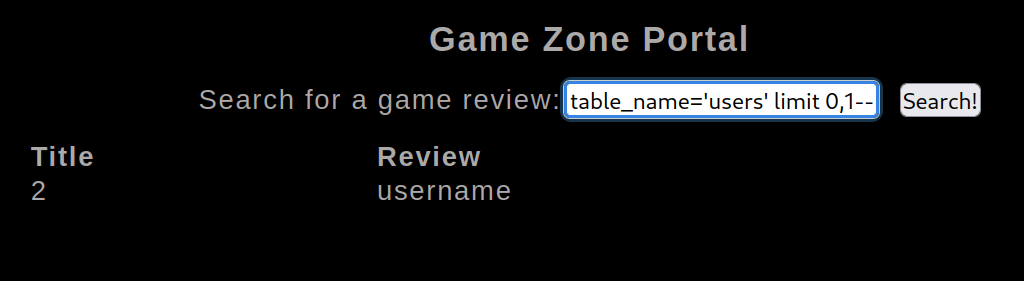 Game Zone Portal
Search for a game review: table_name='users' limit 0,1-- Search!
Title Review
2 username